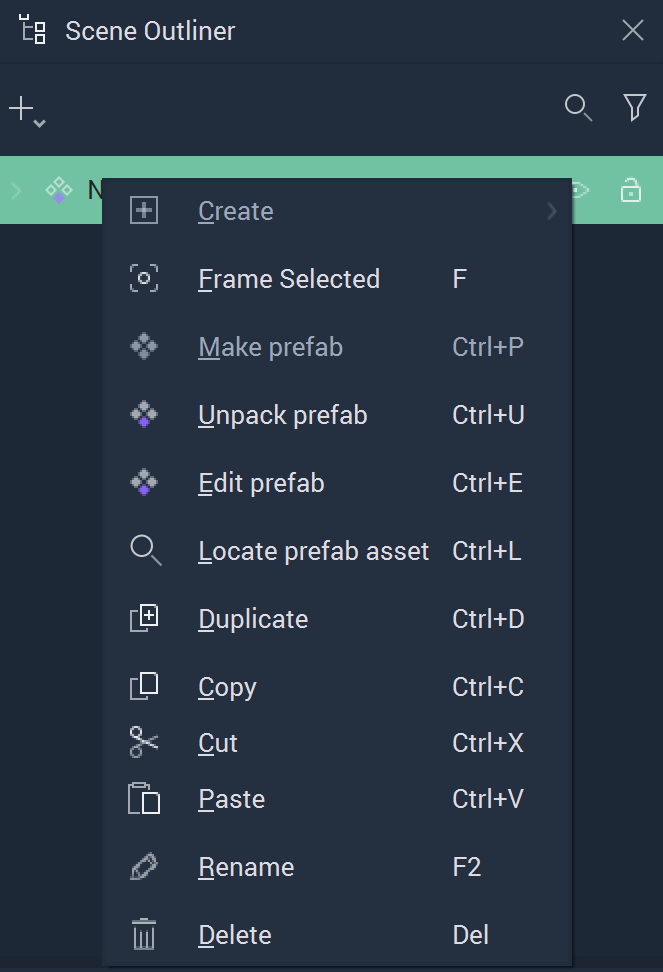 Scene Outliner
N
Create
Frame Selected F
Make prefab Ctrl+P
Unpack prefab Ctrl+U
Edit prefab Ctrl+E
Locate prefab asset Ctrl+L
Duplicate Ctrl+D
Copy Ctrl+C
Cut Ctrl+X
Paste Ctrl+V
Rename F2
Delete Del